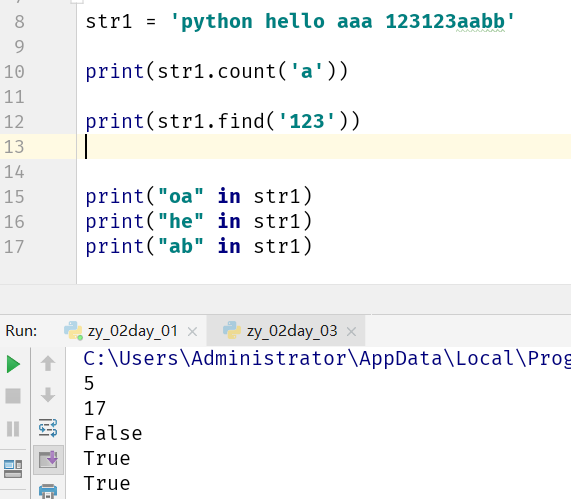 8 str1 = 'python hello aaa 123123aabb'
9
10 print(str1.count('a'))
11
12 print(str1.find('123'))
13
14
15 print("oa" in str1)
16 print("he" in str1)
17 print("ab" in str1)
Run: zy_02day_01 × zy_02day_03 ×
C:\Users\Administrator\AppData\Local\Prog
5
17
False
True
True